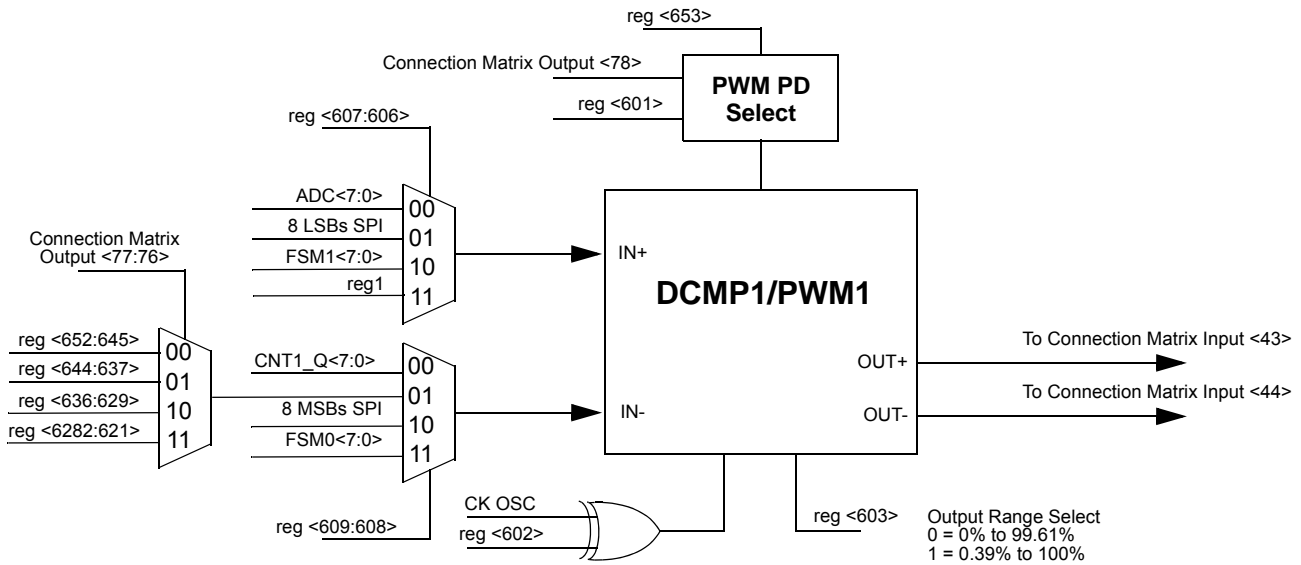 reg <653>
Connection Matrix Output <78>
reg <601>
PWM PD
Select
reg <607:606>
ADC<7:0>
8 LSBs SPI
FSM1<7:0>
reg1
00
01
10
11
Connection Matrix
Output <77:76>
reg <652:645>
reg <644:637>
reg <636:629>
reg <6282:621>
00
01
10
11
CNT1_Q<7:0>
8 MSBs SPI
FSM0<7:0>
00
01
10
11
reg <609:608>
IN+
IN-
DCMP1/PWM1
OUT+
OUT-
To Connection Matrix Input <43>
To Connection Matrix Input <44>
CK OSC
reg <602>
reg <603>
Output Range Select
0 = 0% to 99.61%
1 = 0.39% to 100%